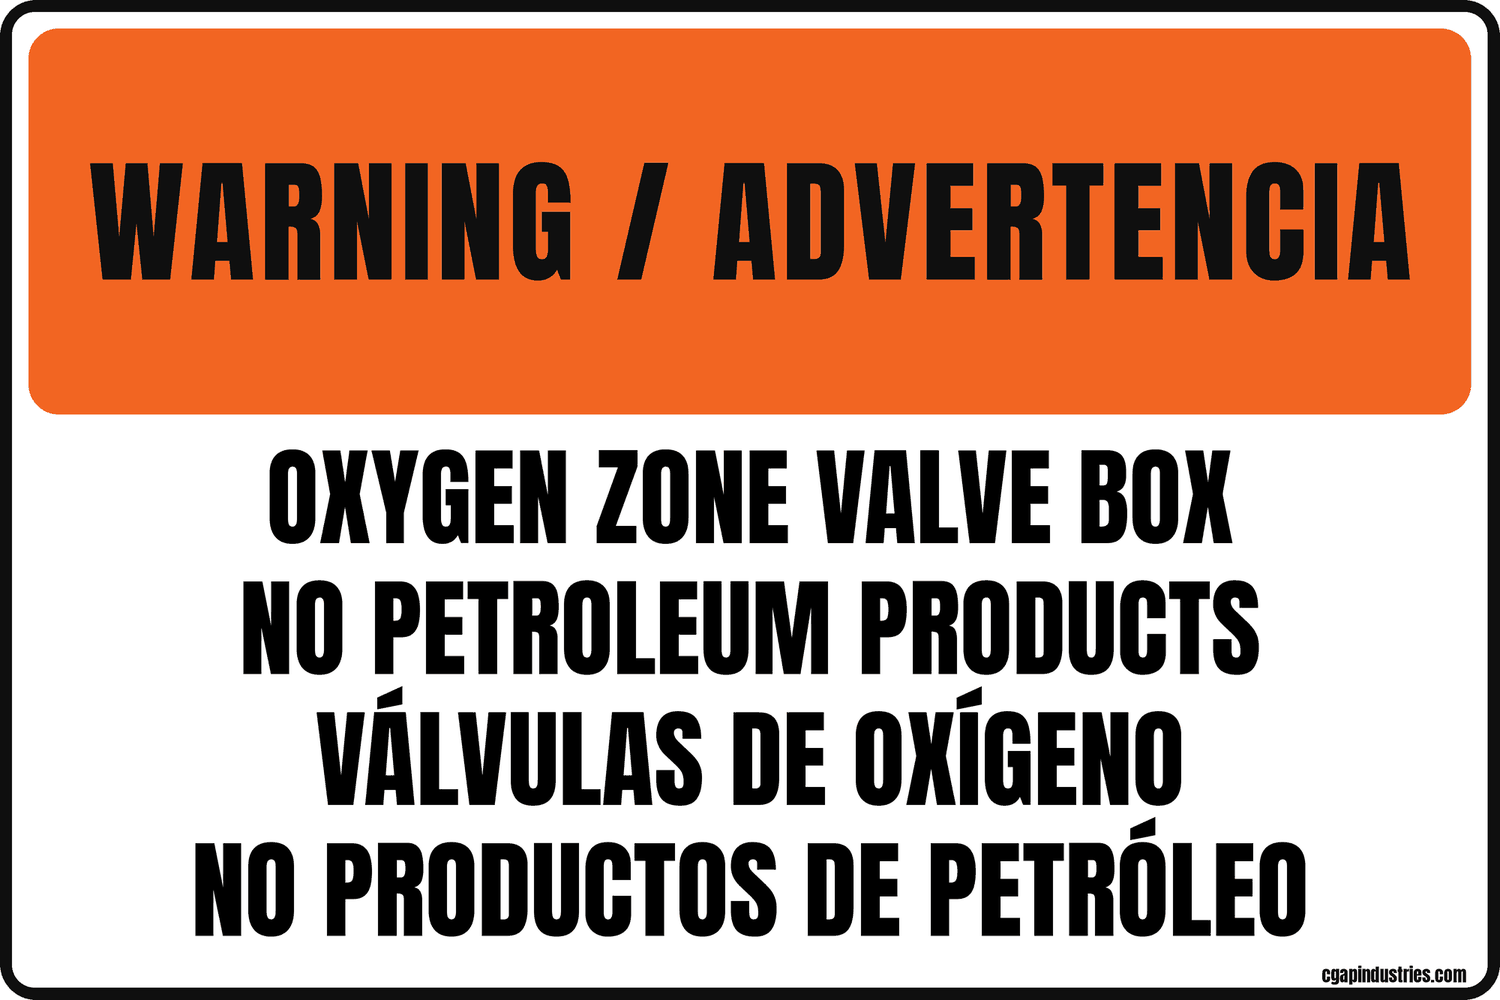 WARNING / ADVERTENCIA
OXYGEN ZONE VALVE BOX
NO PETROLEUM PRODUCTS
VÁLVULAS DE OXÍGENO
NO PRODUCTOS DE PETRÓLEO
cgapindustries.com